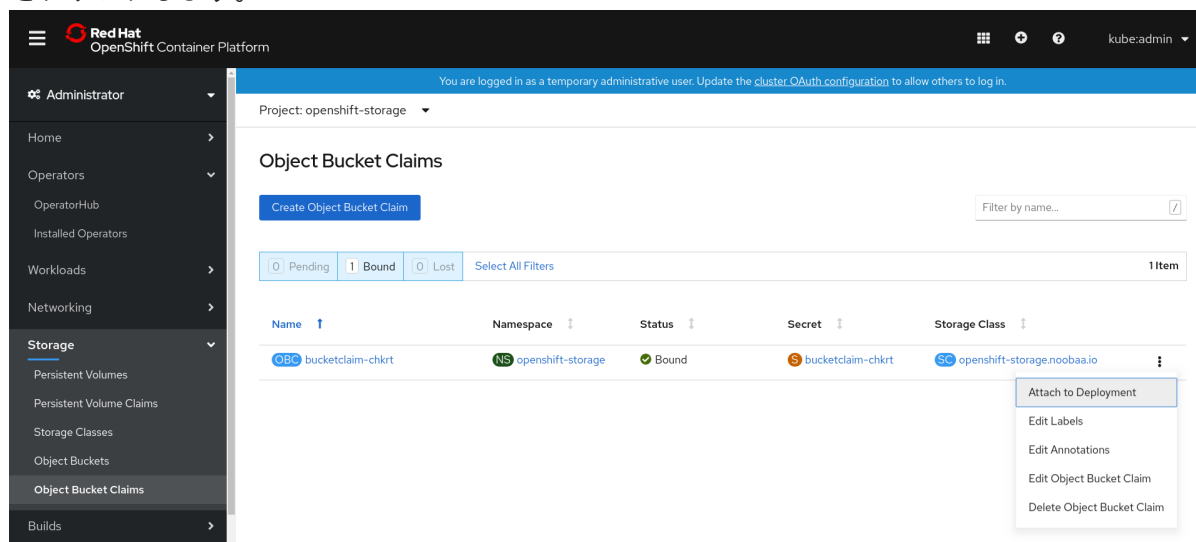 Red Hat
OpenShift Container Platform
kube:admin
You are logged in as a temporary administrative user. Update the cluster OAuth configuration to allow others to log in.
Administrator
Home
Operators
OperatorHub
Installed Operators
Workloads
Networking
Storage
Persistent Volumes
Persistent Volume Claims
Storage Classes
Object Buckets
Object Bucket Claims
Builds
Project: openshift-storage
Object Bucket Claims
Create Object Bucket Claim
Filter by name... /
0 Pending 1 Bound 0 Lost Select All Filters 1 Item
Name Namespace Status Secret Storage Class
OBC bucketclaim-chkrt NS openshift-storage Bound S bucketclaim-chkrt SC openshift-storage.noobaa.io
Attach to Deployment
Edit Labels
Edit Annotations
Edit Object Bucket Claim
Delete Object Bucket Claim